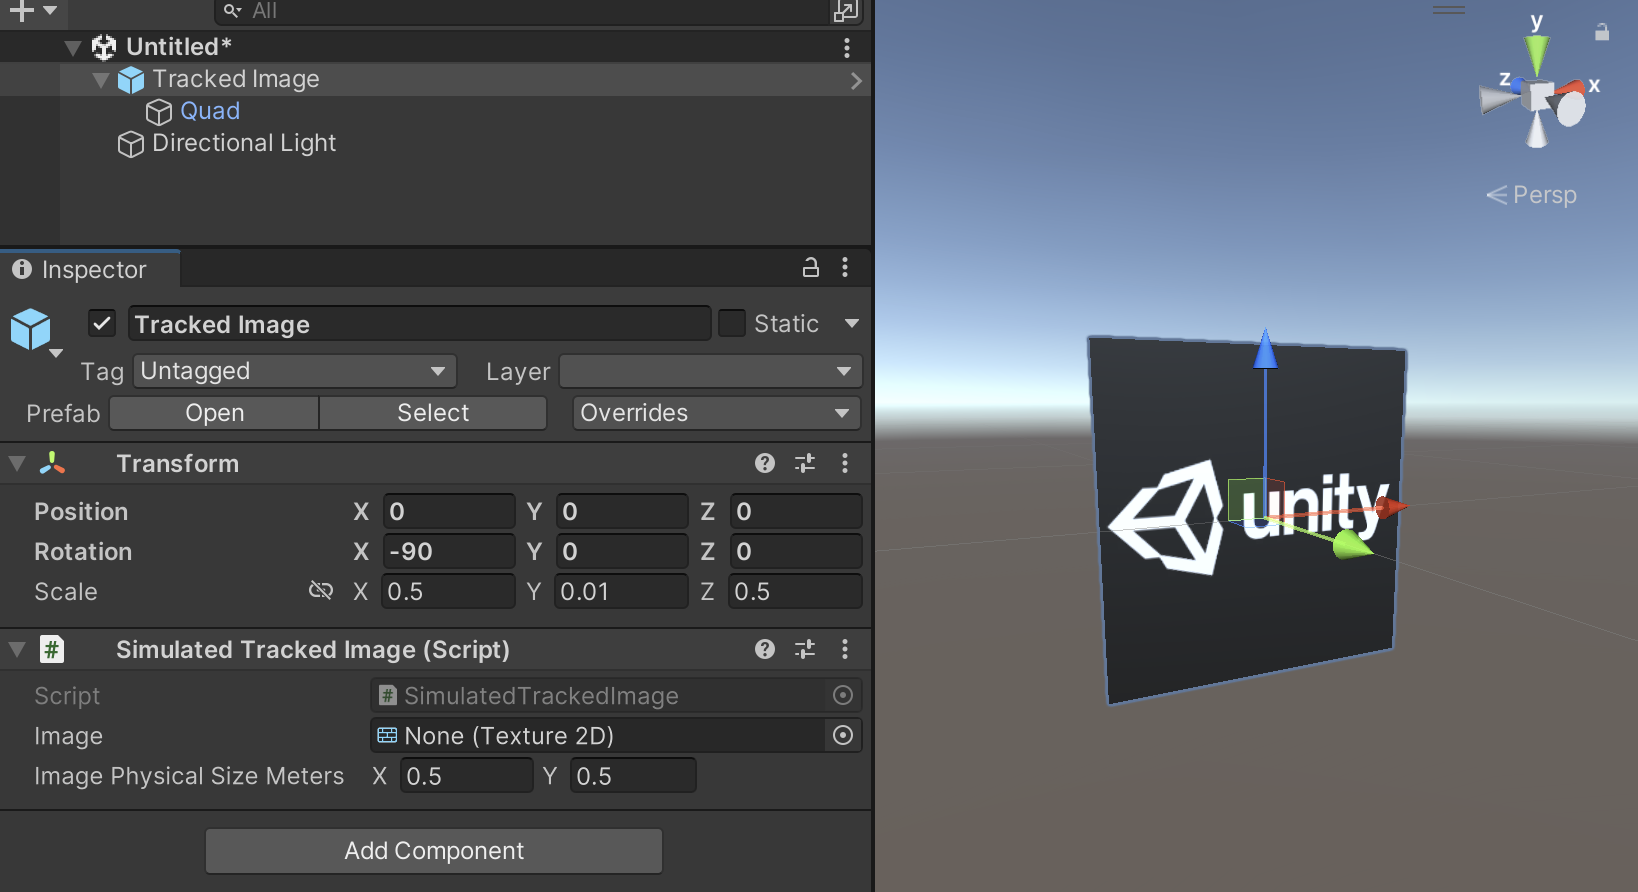 All
Untitled*
Tracked Image
Quad
Directional Light
Inspector
Tracked Image
Static
Tag Untagged Layer
Prefab Open Select Overrides
Transform
Position X 0 Y 0 Z 0
Rotation X -90 Y 0 Z 0
Scale X 0.5 Y 0.01 Z 0.5
# Simulated Tracked Image (Script)
Script # SimulatedTrackedImage
Image None (Texture 2D)
Image Physical Size Meters X 0.5 Y 0.5
Add Component
y
z
x
Persp
unity